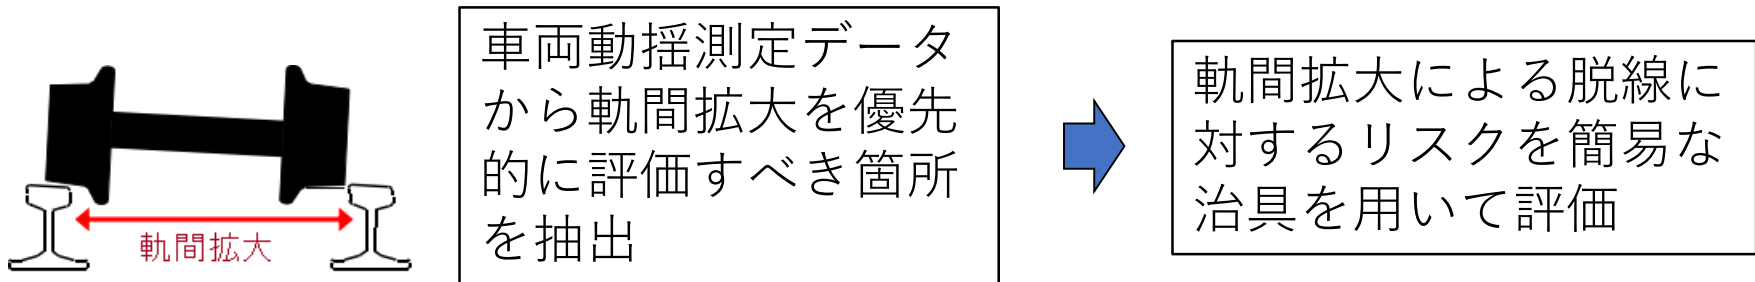 軌間拡大
車両動揺測定データ
から軌間拡大を優先
的に評価すべき箇所
を抽出
軌間拡大による脱線に
対するリスクを簡易な
治具を用いて評価